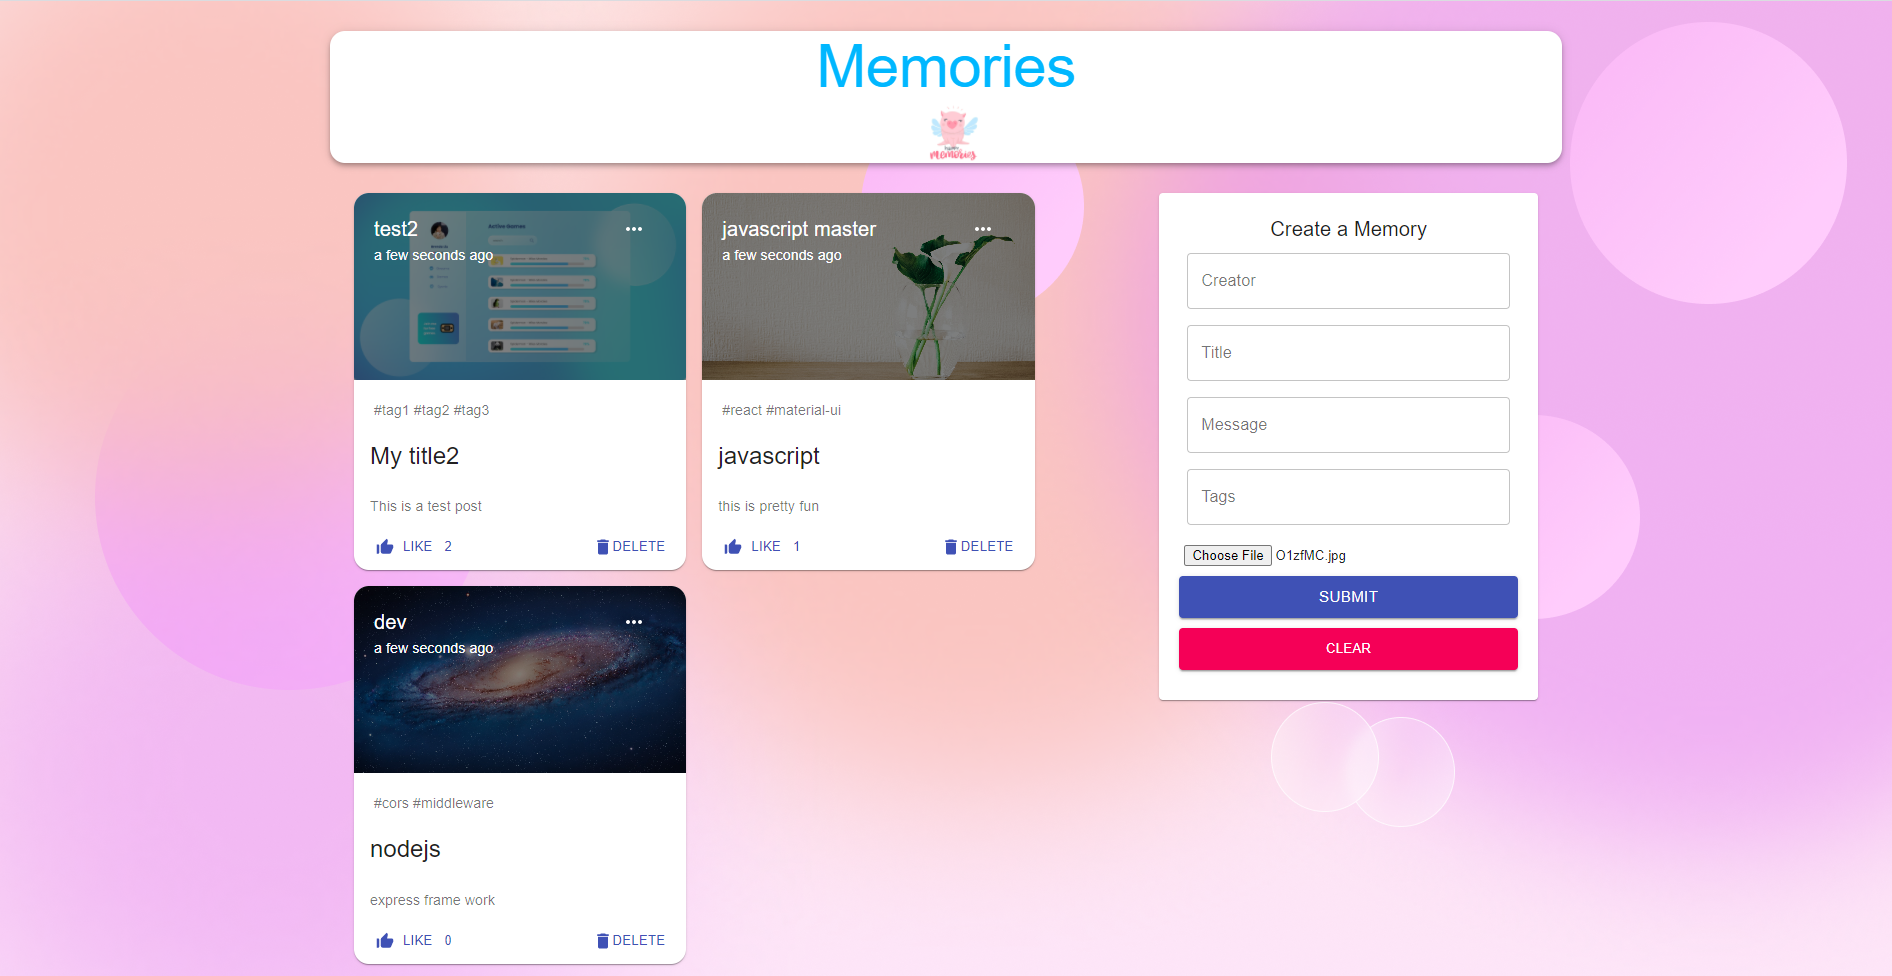 Memories
memories
test2
a few seconds ago
#tag1 #tag2 #tag3
My title2
This is a test post
LIKE 2
DELETE
javascript master
a few seconds ago
#react #material-ui
javascript
this is pretty fun
LIKE 1
DELETE
dev
a few seconds ago
#cors #middleware
nodejs
express frame work
LIKE 0
DELETE
Create a Memory
Creator
Title
Message
Tags
Choose File O1zfMC.jpg
SUBMIT
CLEAR